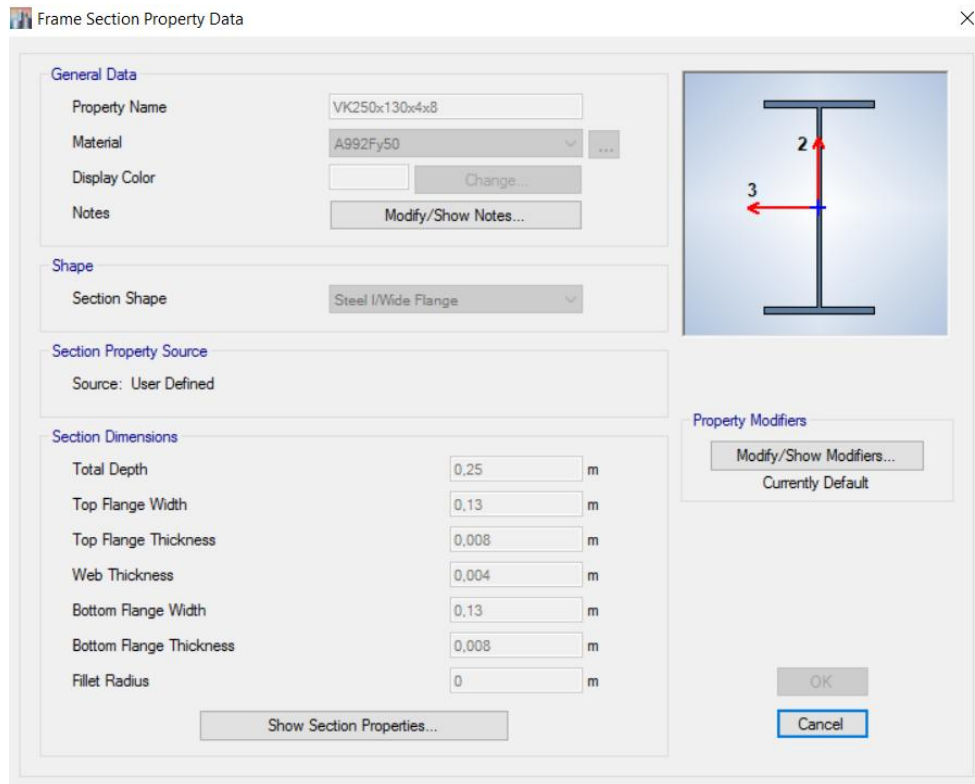 Frame Section Property Data
General Data
Property Name VK250x130x4x8
Material A992Fy50 ...
Display Color Change...
Notes Modify/Show Notes...
Shape
Section Shape Steel I/Wide Flange
Section Property Source
Source: User Defined
Section Dimensions
Total Depth 0,25 m
Top Flange Width 0,13 m
Top Flange Thickness 0,008 m
Web Thickness 0,004 m
Bottom Flange Width 0,13 m
Bottom Flange Thickness 0,008 m
Fillet Radius 0 m
Show Section Properties...
2
3
Property Modifiers
Modify/Show Modifiers...
Currently Default
OK
Cancel